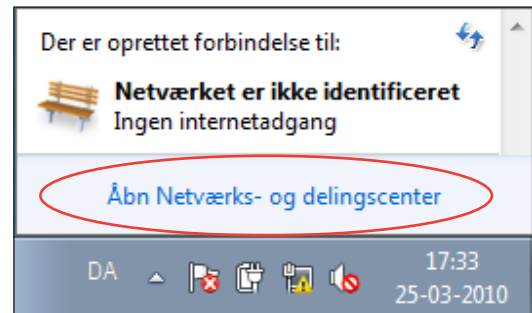 Der er oprettet forbindelse til:
Netværket er ikke identificeret
Ingen internetadgang
Åbn Netværks- og delingscenter
DA
17:33
25-03-2010